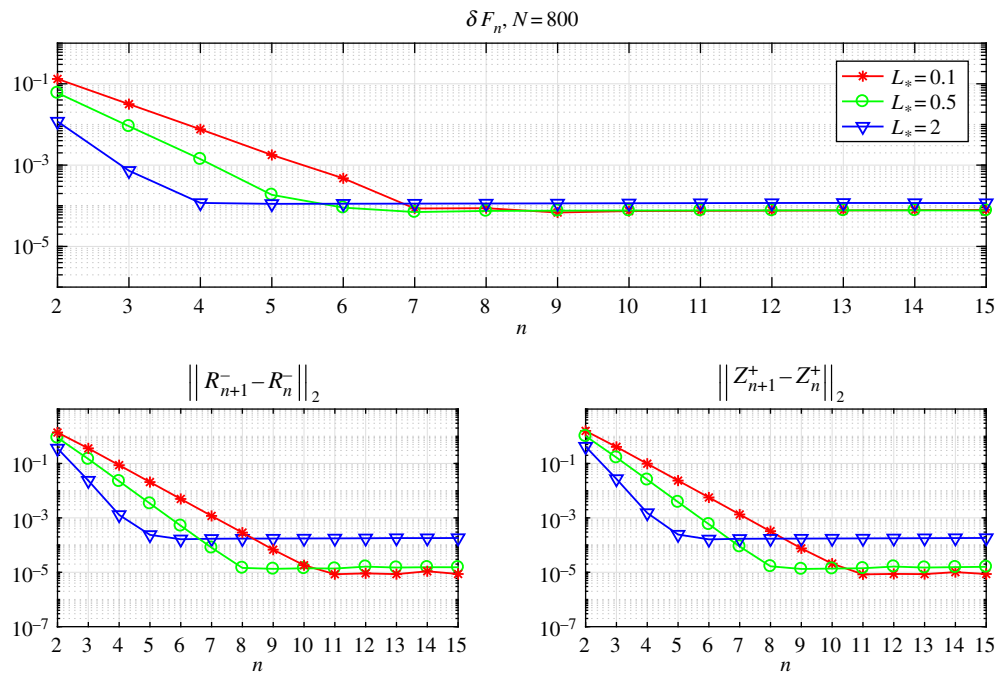 δF_n, N=800
10^−1
10^−3
10^−5
L_*=0.1
L_*=0.5
L_*=2
2 3 4 5 6 7 8 9 10 11 12 13 14 15
n
||R^−_{n+1}−R^−_n||_2
10^−1
10^−3
10^−5
10^−7
2 3 4 5 6 7 8 9 10 11 12 13 14 15
n
||Z^+_{n+1}−Z^+_n||_2
10^−1
10^−3
10^−5
10^−7
2 3 4 5 6 7 8 9 10 11 12 13 14 15
n